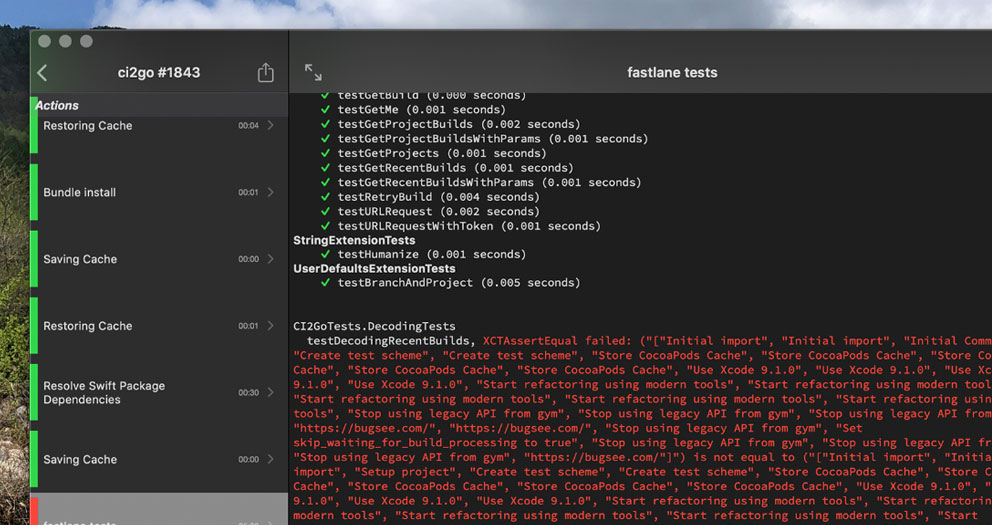 ci2go #1843
fastlane tests
Actions
Restoring Cache 00:04
Bundle install 00:01
Saving Cache 00:00
Restoring Cache 00:01
Resolve Swift Package
Dependencies 00:30
Saving Cache 00:00
fastlane tests
testGetBuild (0.000 seconds)
✓ testGetMe (0.001 seconds)
✓ testGetProjectBuilds (0.002 seconds)
✓ testGetProjectBuildsWithParams (0.001 seconds)
✓ testGetProjects (0.001 seconds)
✓ testGetRecentBuilds (0.001 seconds)
✓ testGetRecentBuildsWithParams (0.001 seconds)
✓ testRetryBuild (0.004 seconds)
✓ testURLRequest (0.002 seconds)
✓ testURLRequestWithToken (0.001 seconds)
StringExtensionTests
✓ testHumanize (0.001 seconds)
UserDefaultsExtensionTests
✓ testBranchAndProject (0.005 seconds)
CI2GoTests.DecodingTests
testDecodingRecentBuilds, XCTAssertEqual failed: ("["Initial import", "Initial import", "Initial Comm
"Create test scheme", "Create test scheme", "Store CocoaPods Cache", "Store CocoaPods Cache", "Store Co
Cache", "Store CocoaPods Cache", "Store CocoaPods Cache", "Use Xcode 9.1.0", "Use Xcode 9.1.0", "Use Xc
9.1.0", "Use Xcode 9.1.0", "Start refactoring using modern tools", "Start refactoring using modern tool
"Start refactoring using modern tools", "Start refactoring using modern tools", "Start refactoring usin
tools", "Stop using legacy API from gym", "Stop using legacy API from gym", "Stop using legacy API from
"https://bugsee.com/", "https://bugsee.com/", "Set
skip_waiting_for_build_processing to true", "Stop using legacy API from gym", "Stop using legacy API fr
"Stop using legacy API from gym", "https://bugsee.com/"]") is not equal to ("["Initial import", "Initia
import", "Setup project", "Create test scheme", "Create test scheme", "Store CocoaPods Cache", "Store C
Cache", "Store CocoaPods Cache", "Store CocoaPods Cache", "Store CocoaPods Cache", "Use Xcode 9.1.0", "
9.1.0", "Use Xcode 9.1.0", "Use Xcode 9.1.0", "Start refactoring using modern tools", "Start refactorin
modern tools", "Start refactoring using modern tools", "Start refactoring using modern tools", "Start